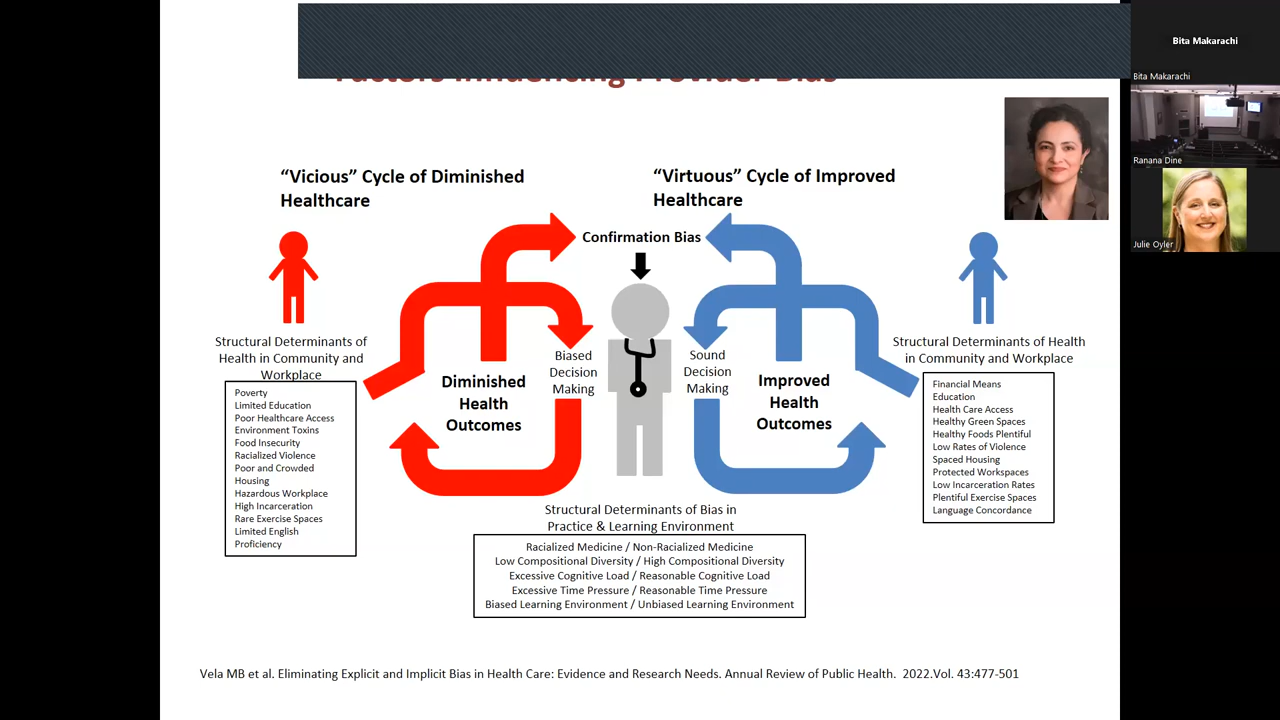 Factors Influencing Provider Bias
Bita Makarachi
Bita Makarachi
Ranana Dine
Julie Oyler
“Vicious” Cycle of Diminished
Healthcare
“Virtuous” Cycle of Improved
Healthcare
Confirmation Bias
Structural Determinants of
Health in Community and
Workplace
Poverty
Limited Education
Poor Healthcare Access
Environment Toxins
Food Insecurity
Racialized Violence
Poor and Crowded
Housing
Hazardous Workplace
High Incarceration
Rare Exercise Spaces
Limited English
Proficiency
Diminished
Health
Outcomes
Biased
Decision
Making
Sound
Decision
Making
Improved
Health
Outcomes
Structural Determinants of Health
in Community and Workplace
Financial Means
Education
Health Care Access
Healthy Green Spaces
Healthy Foods Plentiful
Low Rates of Violence
Spaced Housing
Protected Workspaces
Low Incarceration Rates
Plentiful Exercise Spaces
Language Concordance
Structural Determinants of Bias in
Practice & Learning Environment
Racialized Medicine / Non-Racialized Medicine
Low Compositional Diversity / High Compositional Diversity
Excessive Cognitive Load / Reasonable Cognitive Load
Excessive Time Pressure / Reasonable Time Pressure
Biased Learning Environment / Unbiased Learning Environment
Vela MB et al. Eliminating Explicit and Implicit Bias in Health Care: Evidence and Research Needs. Annual Review of Public Health.  2022.Vol. 43:477-501